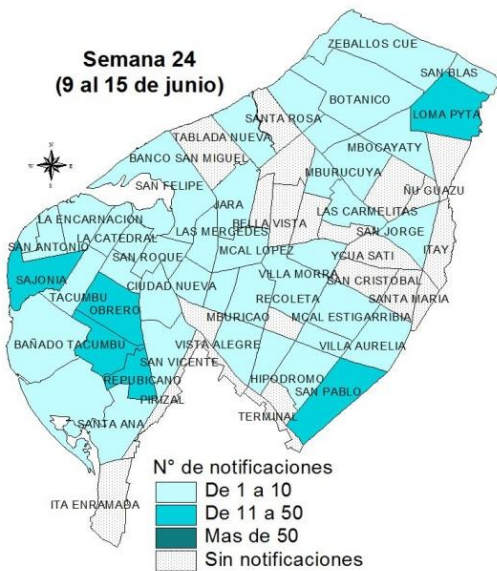 Semana 24
(9 al 15 de junio)
ZEBALLOS CUE
SAN BLAS
BOTANICO
LOMA PYTA
SANTA ROSA
TABLADA NUEVA
MBOCAYATY
BANCO SAN MIGUEL
MBURUCUYA
SAN FELIPE
ÑU GUAZU
JARA
LAS CARMELITAS
LA ENCARNACIÓN
BELLA VISTA
LAS MERCEDES
SAN JORGE
LA CATEDRAL
SAN ANTONIO
MCAL LOPEZ
ITAY
SAN ROQUE
YCUA SATI
VILLA MORRA
SAJONIA
CIUDAD NUEVA
SAN CRISTOBAL
TACUMBU
RECOLETA
SANTA MARIA
OBRERO
MBURICAO
MCAL ESTIGARRIBIA
BAÑADO TACUMBU
VISTA ALEGRE
VILLA AURELIA
SAN VICENTE
REPUBICANO
HIPODROMO
PIRIZAL
SAN PABLO
TERMINAL
SANTA ANA
ITA ENRAMADA
N° de notificaciones
De 1 a 10
De 11 a 50
Mas de 50
Sin notificaciones